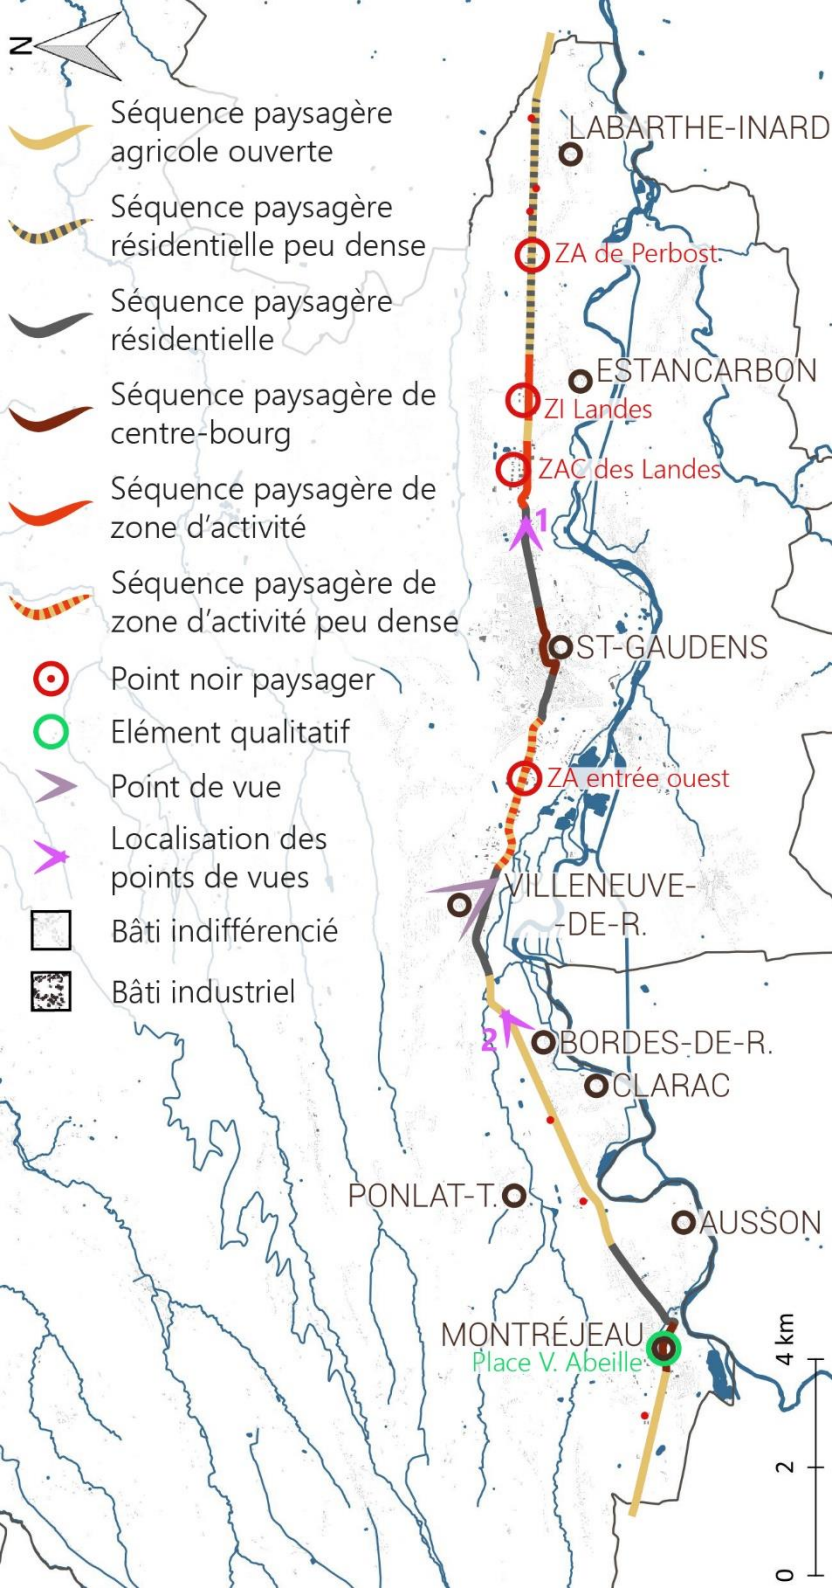 N
Séquence paysagère
agricole ouverte
Séquence paysagère
résidentielle peu dense
Séquence paysagère
résidentielle
Séquence paysagère de
centre-bourg
Séquence paysagère de
zone d'activité
Séquence paysagère de
zone d'activité peu dense
Point noir paysager
Elément qualitatif
Point de vue
Localisation des
points de vues
Bâti indifférencié
Bâti industriel
LABARTHE-INARD
ZA de Perbost
ESTANCARBON
ZI Landes
ZAC des Landes
1
ST-GAUDENS
ZA entrée ouest
VILLENEUVE-
-DE-R.
2
BORDES-DE-R.
CLARAC
PONLAT-T.
AUSSON
MONTRÉJEAU
Place V. Abeille
0 2 4 km